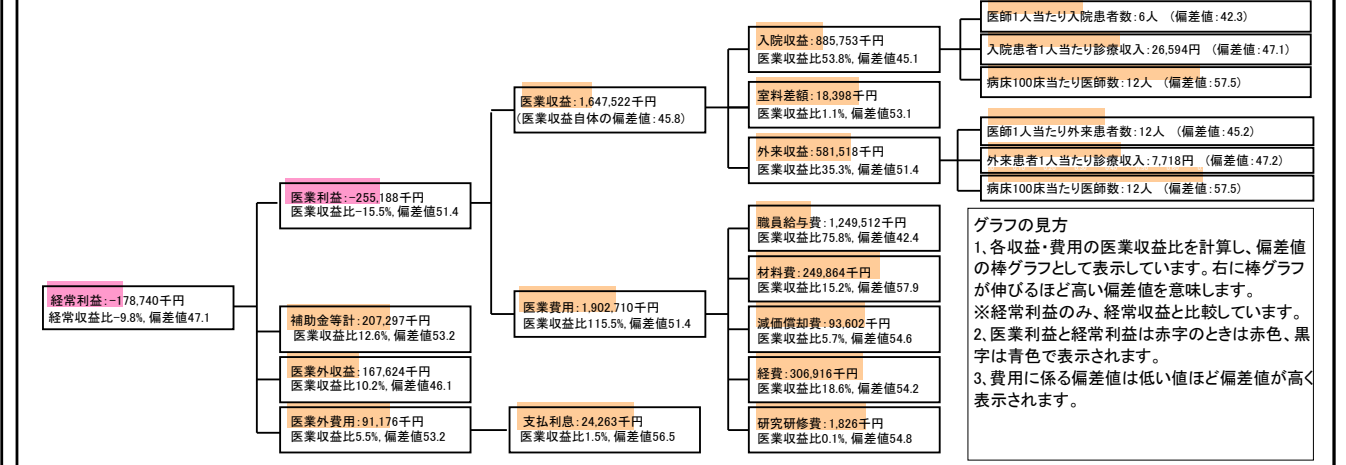 経常利益:-178,740千円
経常収支比-9.8%, 偏差値47.1
医業利益:-255,188千円
医業収益比-15.5%, 偏差値51.4
補助金等計:207,297千円
医業収益比12.6%, 偏差値53.2
医業外収益:167,624千円
医業収益比10.2%, 偏差値46.1
医業外費用:91,176千円
医業収益比5.5%, 偏差値53.2
支払利息:24,263千円
医業収益比1.5%, 偏差値56.5
医業収益:1,647,522千円
(医業収益自体の偏差値:45.8)
医業費用:1,902,710千円
医業収益比115.5%, 偏差値51.4
入院収益:885,753千円
医業収益比53.8%, 偏差値45.1
室料差額:18,398千円
医業収益比1.1%, 偏差値53.1
外来収益:581,518千円
医業収益比35.3%, 偏差値51.4
職員給与費:1,249,512千円
医業収益比75.8%, 偏差値42.4
材料費:249,864千円
医業収益比15.2%, 偏差値57.9
減価償却費:93,602千円
医業収益比5.7%, 偏差値54.6
経費:306,916千円
医業収益比18.6%, 偏差値54.2
研究研修費:1,826千円
医業収益比0.1%, 偏差値54.8
医師1人当たり入院患者数:6人 (偏差値:42.3)
入院患者1人当たり診療収入:26,594円 (偏差値:47.1)
病床100床当たり医師数:12人 (偏差値:57.5)
医師1人当たり外来患者数:12人 (偏差値:45.2)
外来患者1人当たり診療収入:7,718円 (偏差値:47.2)
病床100床当たり医師数:12人 (偏差値:57.5)
グラフの見方
1、各収益・費用の医業収益比を計算し、偏差値
の棒グラフとして表示しています。右に棒グラフ
が伸びるほど高い偏差値を意味します。
※経常利益のみ、経常収支と比較しています。
2、医業利益と経常利益は赤字のときは赤色、黒
字は青色で表示されます。
3、費用に係る偏差値は低い値ほど偏差値が高く
表示されます。